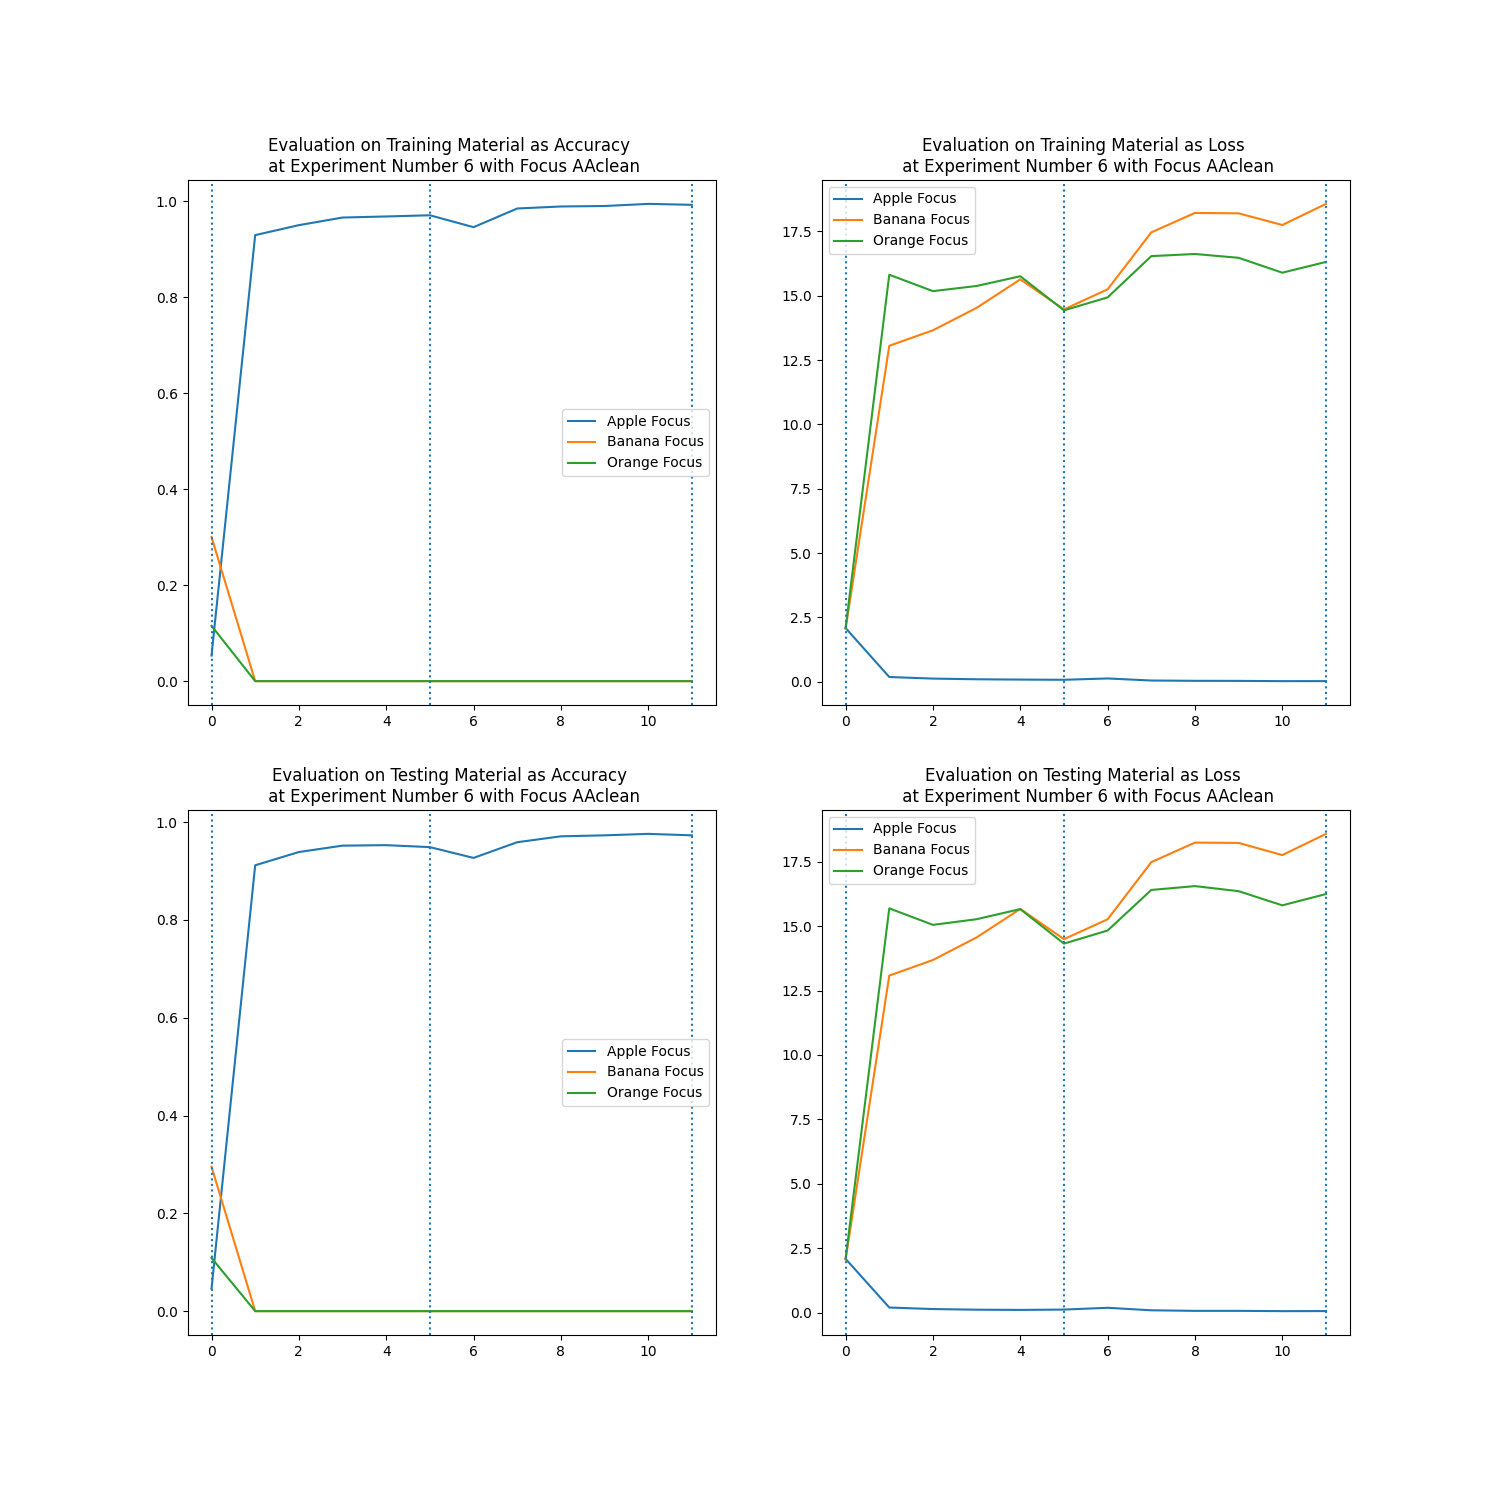 Evaluation on Training Material as Accuracy
at Experiment Number 6 with Focus AAclean
1.0
0.8
0.6
0.4
0.2
0.0
0 2 4 6 8 10
Apple Focus
Banana Focus
Orange Focus
Evaluation on Training Material as Loss
at Experiment Number 6 with Focus AAclean
17.5
15.0
12.5
10.0
7.5
5.0
2.5
0.0
0 2 4 6 8 10
Apple Focus
Banana Focus
Orange Focus
Evaluation on Testing Material as Accuracy
at Experiment Number 6 with Focus AAclean
1.0
0.8
0.6
0.4
0.2
0.0
0 2 4 6 8 10
Apple Focus
Banana Focus
Orange Focus
Evaluation on Testing Material as Loss
at Experiment Number 6 with Focus AAclean
17.5
15.0
12.5
10.0
7.5
5.0
2.5
0.0
0 2 4 6 8 10
Apple Focus
Banana Focus
Orange Focus